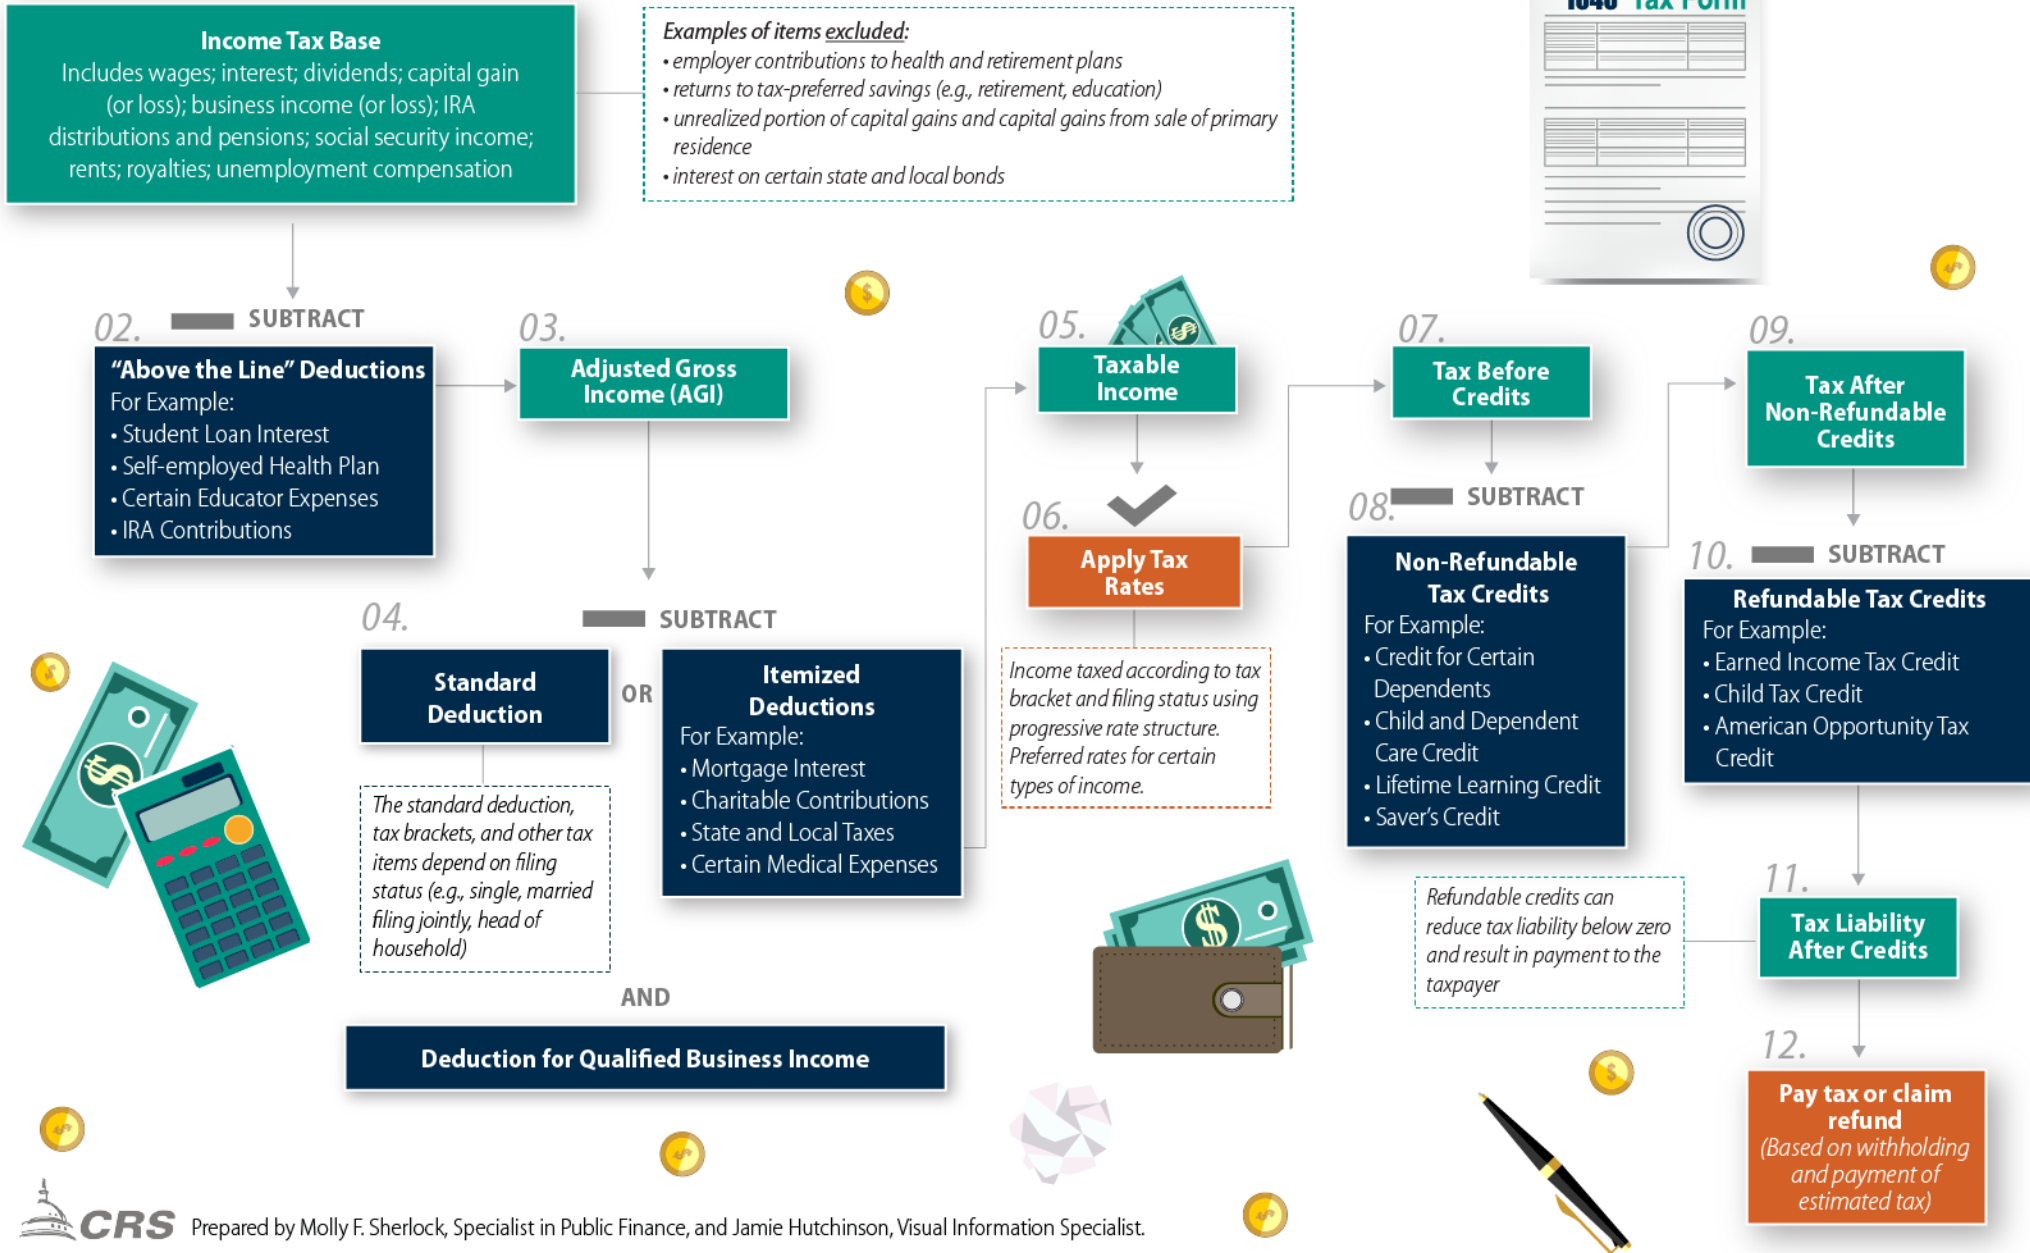 Income Tax Base
Includes wages; interest; dividends; capital gain
(or loss); business income (or loss); IRA
distributions and pensions; social security income;
rents; royalties; unemployment compensation
Examples of items excluded:
• employer contributions to health and retirement plans
• returns to tax-preferred savings (e.g., retirement, education)
• unrealized portion of capital gains and capital gains from sale of primary
residence
• interest on certain state and local bonds
1040 Tax Form
02.
SUBTRACT
"Above the Line" Deductions
For Example:
• Student Loan Interest
• Self-employed Health Plan
• Certain Educator Expenses
• IRA Contributions
03.
Adjusted Gross
Income (AGI)
04.
SUBTRACT
Standard
Deduction
OR
Itemized
Deductions
For Example:
• Mortgage Interest
• Charitable Contributions
• State and Local Taxes
• Certain Medical Expenses
The standard deduction,
tax brackets, and other tax
items depend on filing
status (e.g., single, married
filing jointly, head of
household)
AND
Deduction for Qualified Business Income
05.
Taxable
Income
06.
Apply Tax
Rates
Income taxed according to tax
bracket and filing status using
progressive rate structure.
Preferred rates for certain
types of income.
07.
Tax Before
Credits
08.
SUBTRACT
Non-Refundable
Tax Credits
For Example:
• Credit for Certain
Dependents
• Child and Dependent
Care Credit
• Lifetime Learning Credit
• Saver's Credit
09.
Tax After
Non-Refundable
Credits
10.
SUBTRACT
Refundable Tax Credits
For Example:
• Earned Income Tax Credit
• Child Tax Credit
• American Opportunity Tax
Credit
11.
Tax Liability
After Credits
Refundable credits can
reduce tax liability below zero
and result in payment to the
taxpayer
12.
Pay tax or claim
refund
(Based on withholding
and payment of
estimated tax)
CRS
Prepared by Molly F. Sherlock, Specialist in Public Finance, and Jamie Hutchinson, Visual Information Specialist.